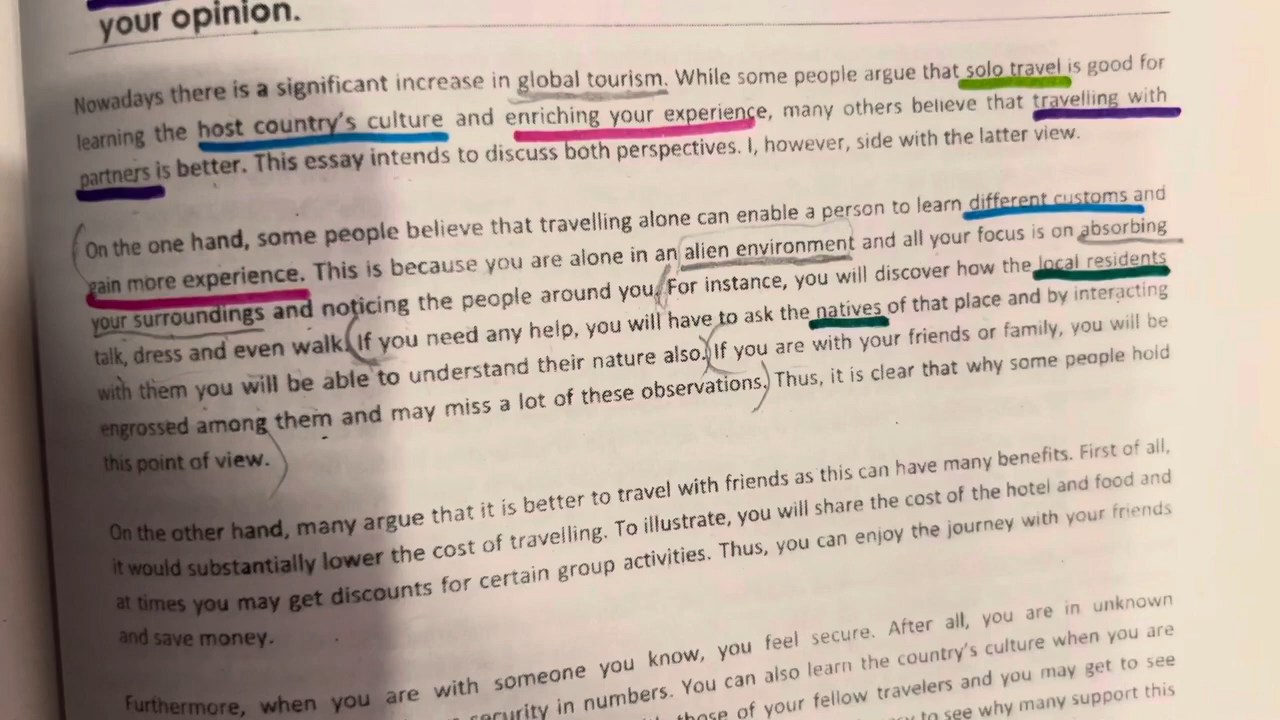 your opinion.
Nowadays there is a significant increase in global tourism. While some people argue that solo travel is good for
learning the host country's culture and enriching your experience, many others believe that travelling with
partners is better. This essay intends to discuss both perspectives. I, however, side with the latter view.
On the one hand, some people believe that travelling alone can enable a person to learn different customs and
gain more experience. This is because you are alone in an alien environment and all your focus is on absorbing
your surroundings and noticing the people around you. For instance, you will discover how the local residents
talk, dress and even walk. If you need any help, you will have to ask the natives of that place and by interacting
with them you will be able to understand their nature also. If you are with your friends or family, you will be
engrossed among them and may miss a lot of these observations. Thus, it is clear that why some people hold
this point of view.
On the other hand, many argue that it is better to travel with friends as this can have many benefits. First of all,
it would substantially lower the cost of travelling. To illustrate, you will share the cost of the hotel and food and
at times you may get discounts for certain group activities. Thus, you can enjoy the journey with your friends
and save money.
Furthermore, when you are with someone you know, you feel secure. After all, you are in unknown
security in numbers. You can also learn the country's culture when you are
those of your fellow travelers and you may get to see
to see why many support this